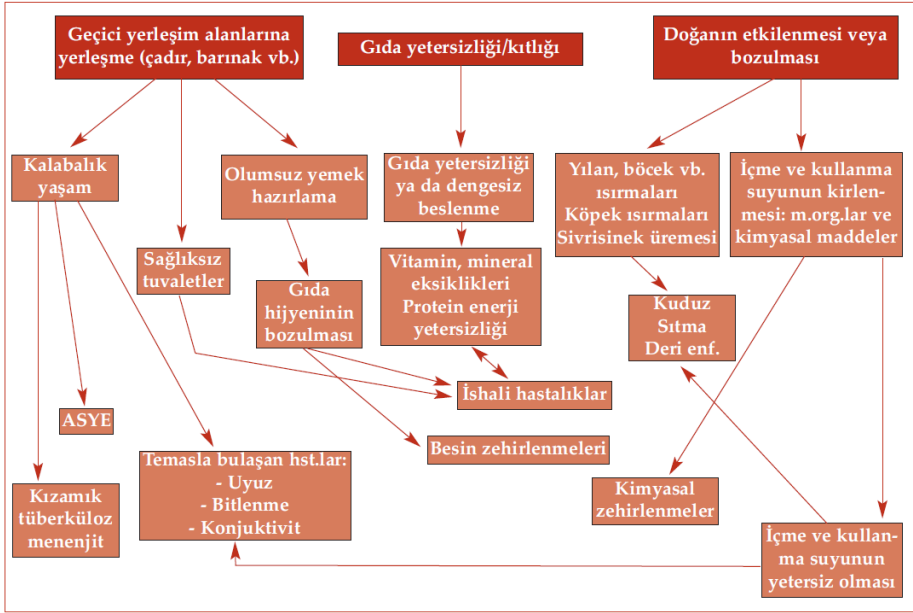 Geçici yerleşim alanlarına
yerleşme (çadır, barınak vb.)
Gıda yetersizliği/kıtlığı
Doğanın etkilenmesi veya
bozulması
Kalabalık
yaşam
Olumsuz yemek
hazırlama
Gıda yetersizliği
ya da dengesiz
beslenme
Yılan, böcek vb.
ısırmaları
Köpek ısırmaları
Sivrisinek üremesi
İçme ve kullanma
suyunun kirlen-
mesi: m.org.lar ve
kimyasal maddeler
Sağlıksız
tuvaletler
Gıda
hijyeninin
bozulması
Vitamin, mineral
eksiklikleri
Protein enerji
yetersizliği
Kuduz
Sıtma
Deri enf.
İshali hastalıklar
ASYE
Besin zehirlenmeleri
Temasla bulaşan hst.lar:
- Uyuz
- Bitlenme
- Konjuktivit
Kızamık
tüberküloz
menenjit
Kimyasal
zehirlenmeler
İçme ve kullan-
ma suyunun
yetersiz olması